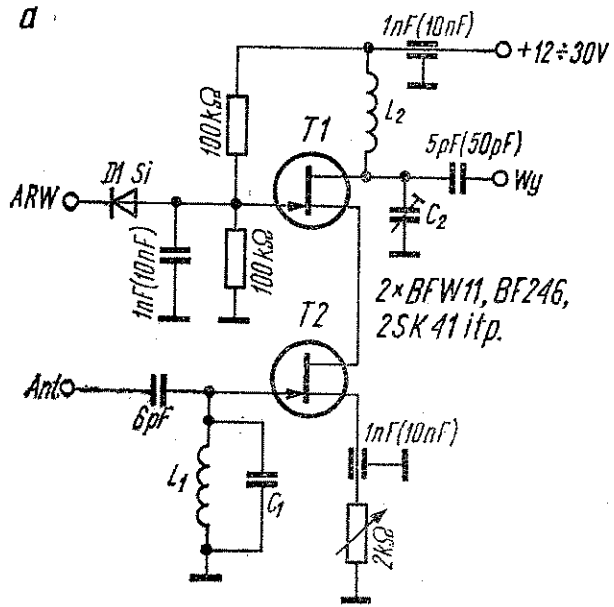 a
1nF(10nF)
+12÷30V
L2
100kΩ
T1
5pF(50pF)
D1 Si
ARW
Wy
C2
1nF(10nF)
100kΩ
2×BFW11, BF246,
2SK 41 itp.
T2
Ant.
6pF
1nF(10nF)
L1
C1
2kΩ